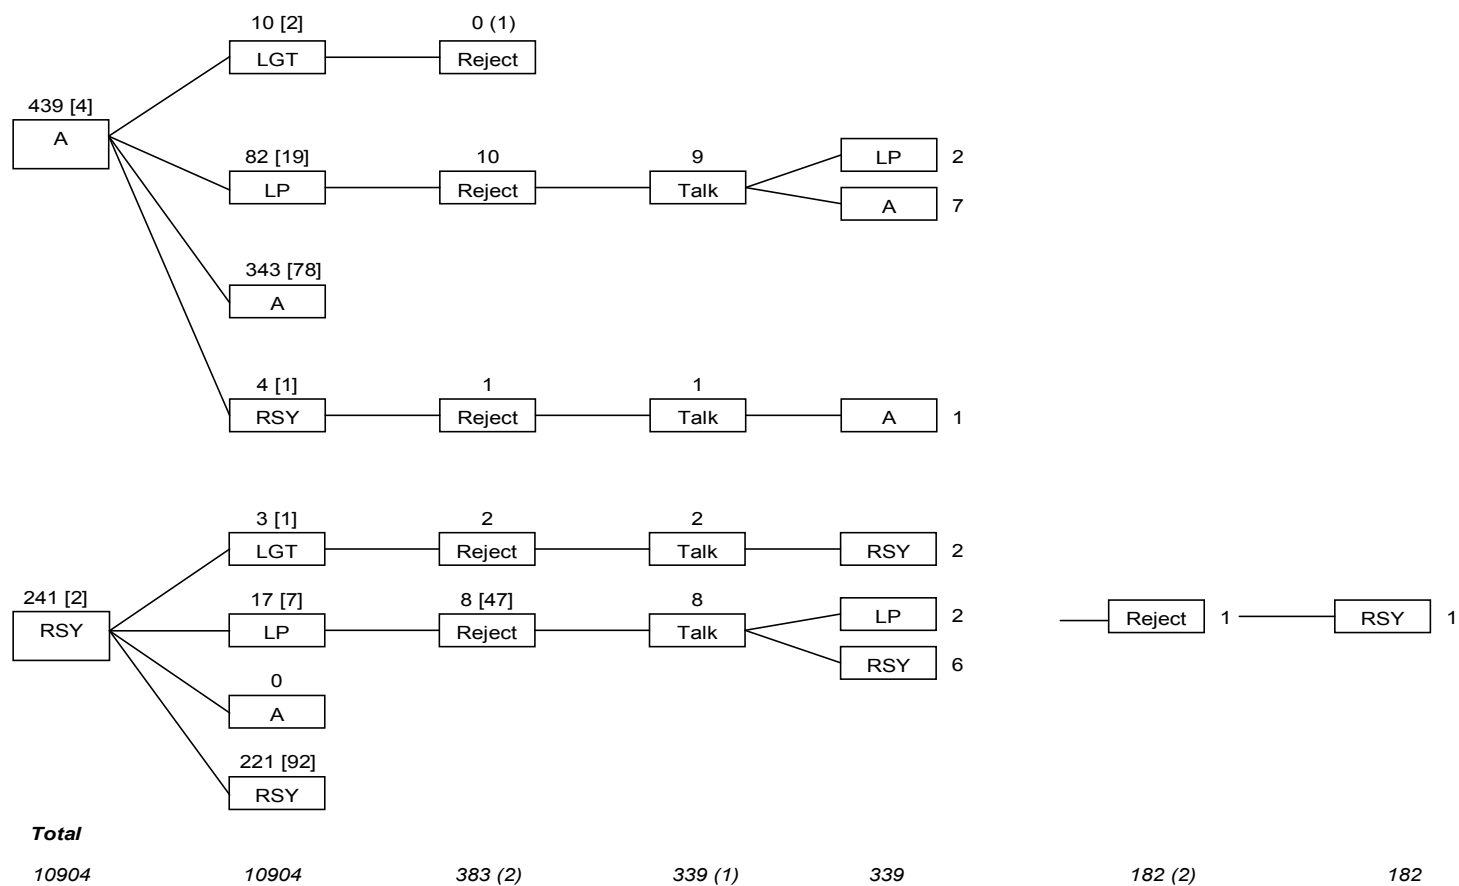 10 [2] 0 (1)
LGT Reject
439 [4]
A
82 [19] 10 9
LP Reject Talk LP 2
A 7
343 [78]
A
4 [1] 1 1
RSY Reject Talk A 1
3 [1] 2 2
LGT Reject Talk RSY 2
241 [2] 17 [7] 8 [47] 8
RSY LP Reject Talk LP 2 Reject 1 RSY 1
RSY 6
0
A
221 [92]
RSY
Total
10904 10904 383 (2) 339 (1) 339 182 (2) 182